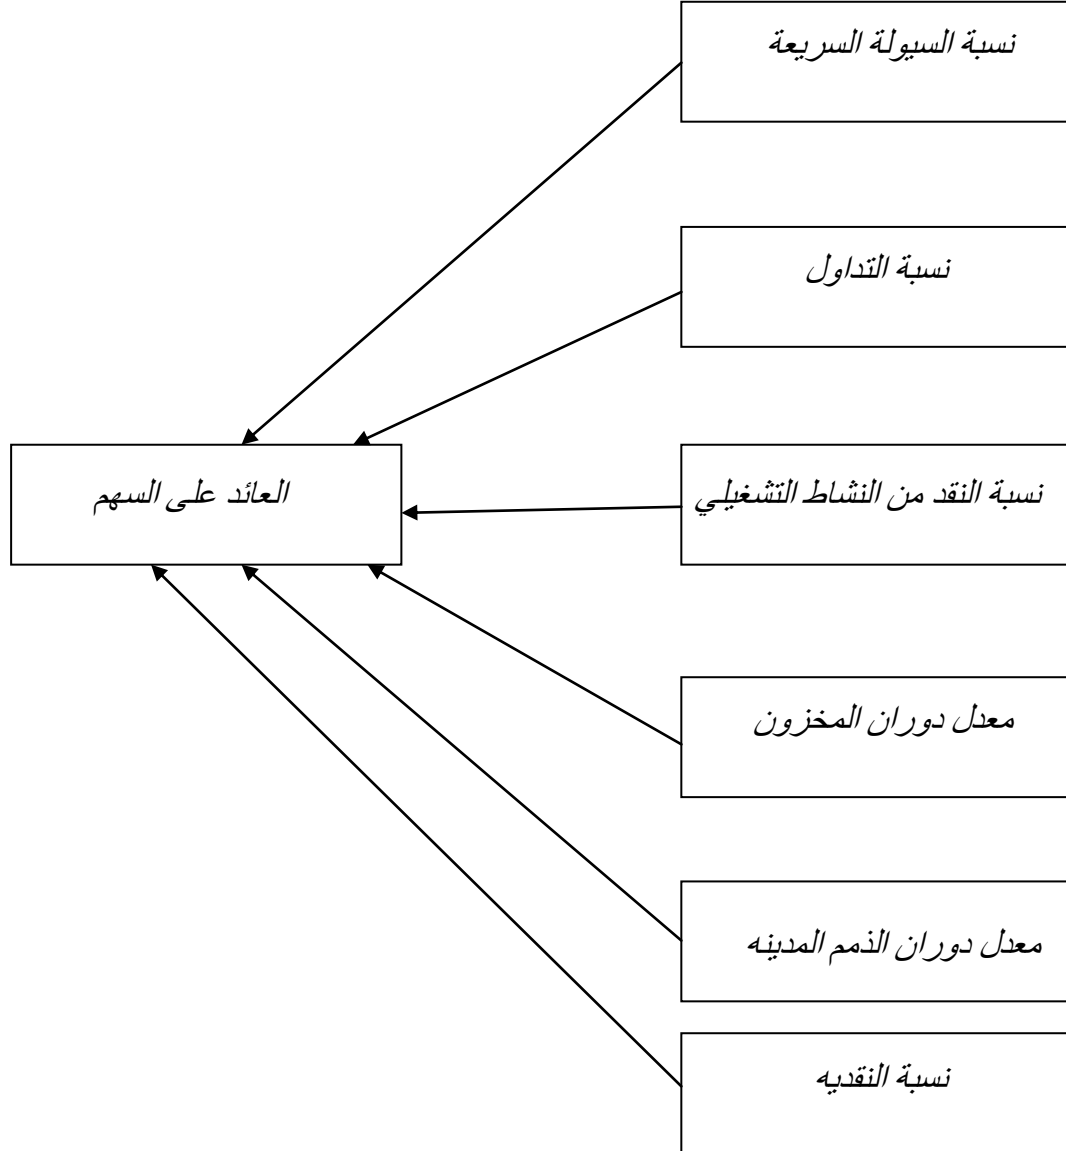 نسبة السيولة السريعة
نسبة التداول
العائد على السهم
نسبة النقد من النشاط التشغيلي
معدل دوران المخزون
معدل دوران الذمم المدينه
نسبة النقديه